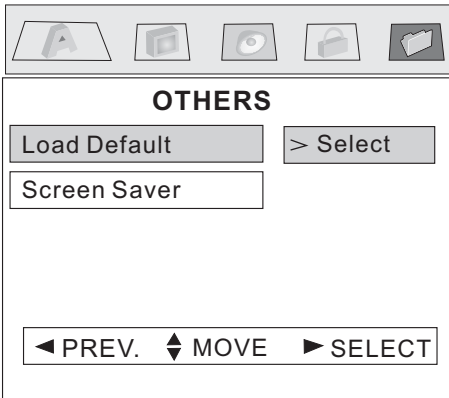 OTHERS
Load Default > Select
Screen Saver
◄ PREV. ▲▼ MOVE ► SELECT